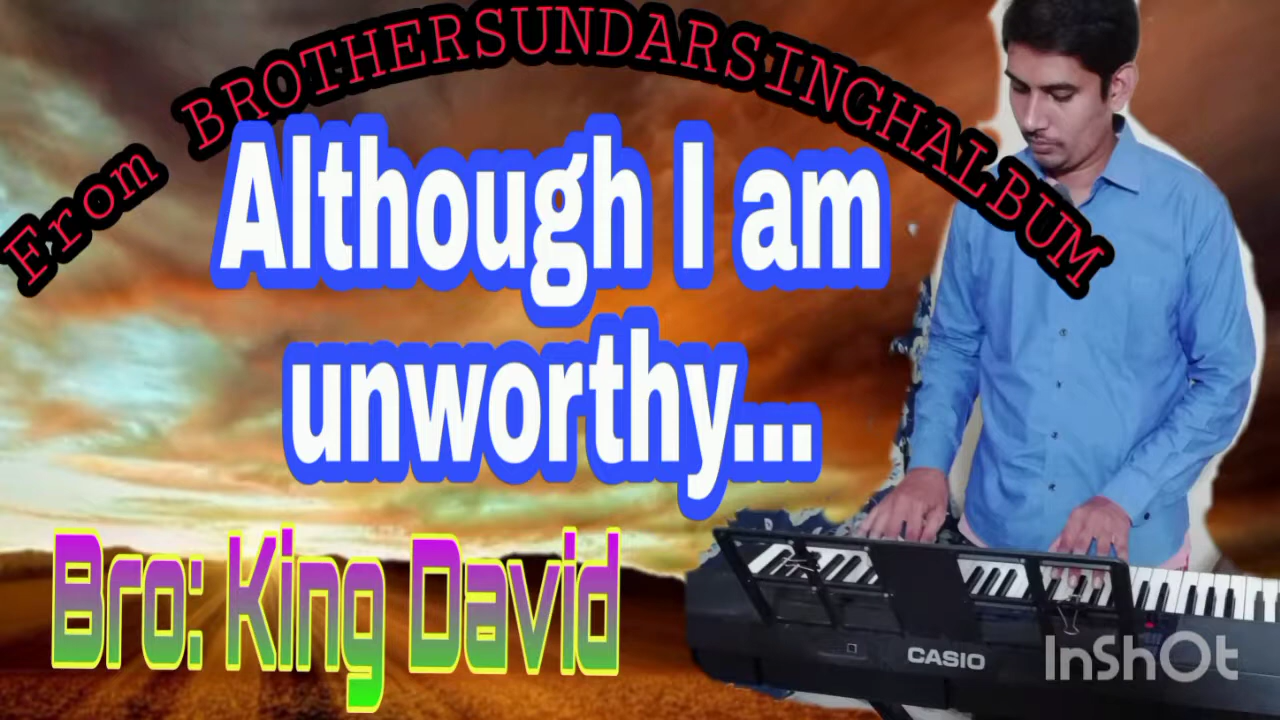 From BROTHERSUNDARSINGHALBUM
Although I am
unworthy...
Bro: King David
CASIO
InShOt